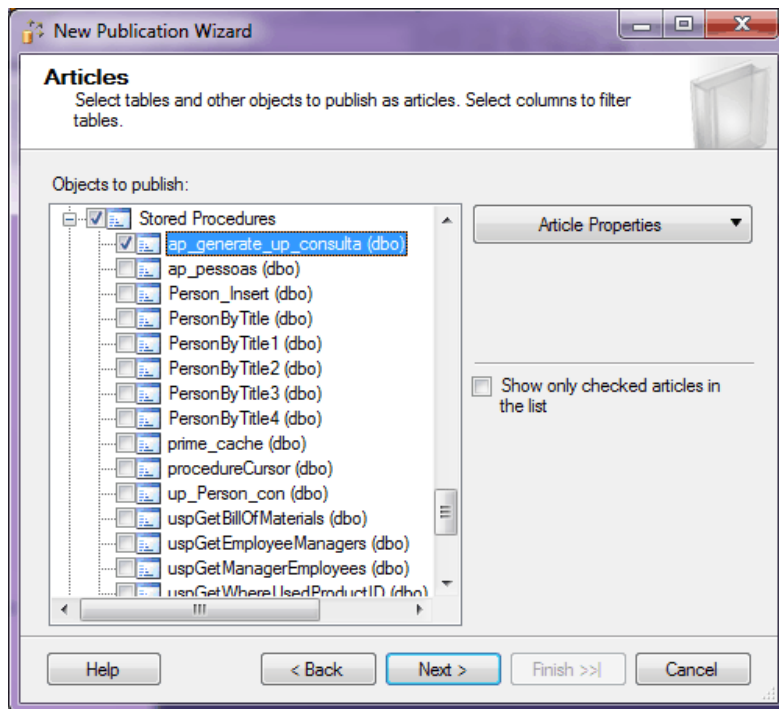 New Publication Wizard
Articles
Select tables and other objects to publish as articles. Select columns to filter
tables.
Objects to publish:
Stored Procedures
ap_generate_up_consulta (dbo)
ap_pessoas (dbo)
Person_Insert (dbo)
PersonByTitle (dbo)
PersonByTitle1 (dbo)
PersonByTitle2 (dbo)
PersonByTitle3 (dbo)
PersonByTitle4 (dbo)
prime_cache (dbo)
procedureCursor (dbo)
up_Person_con (dbo)
uspGetBillOfMaterials (dbo)
uspGetEmployeeManagers (dbo)
uspGetManagerEmployees (dbo)
uspGetWhereUsedProductID (dbo)
Article Properties
Show only checked articles in
the list
Help
< Back
Next >
Finish >>|
Cancel